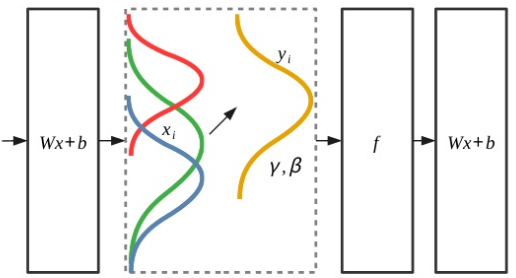 Wx+b
x_i
y_i
γ,β
f
Wx+b